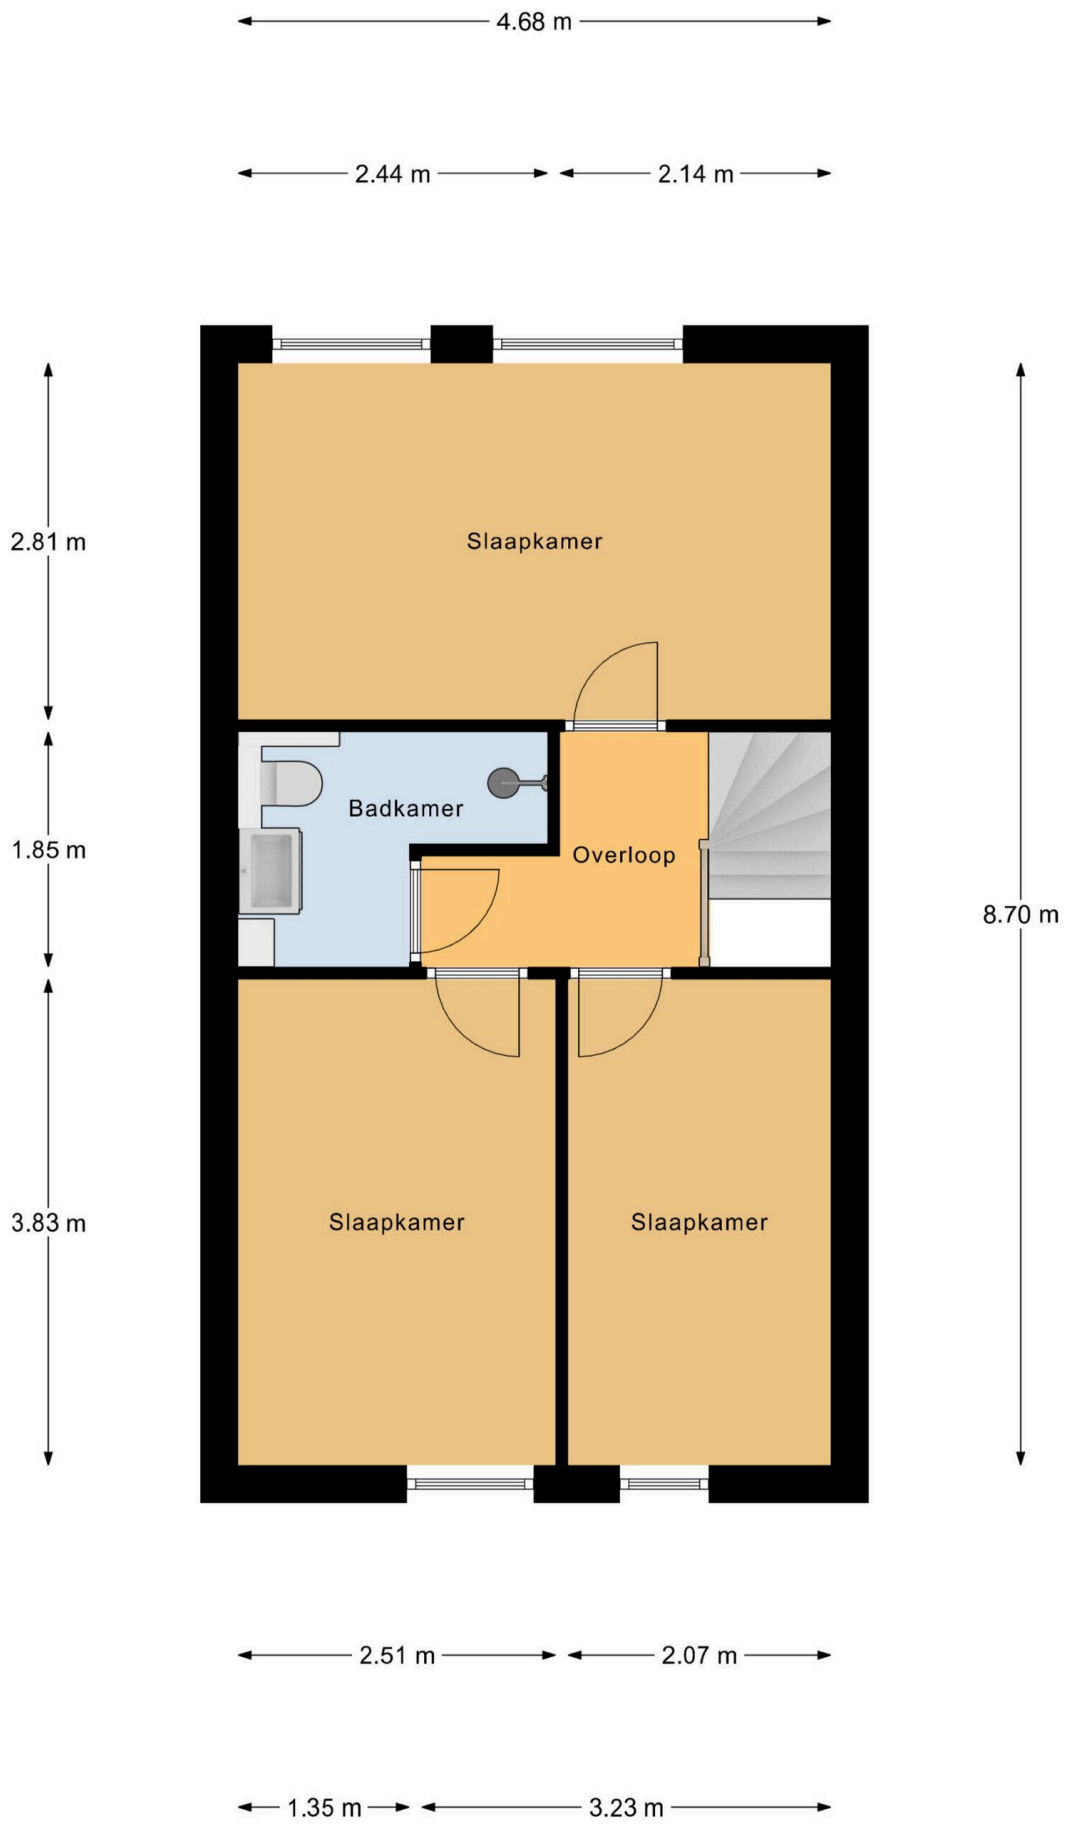 4.68 m
2.44 m
2.14 m
2.81 m
Slaapkamer
Badkamer
1.85 m
Overloop
8.70 m
3.83 m
Slaapkamer
Slaapkamer
2.51 m
2.07 m
1.35 m
3.23 m